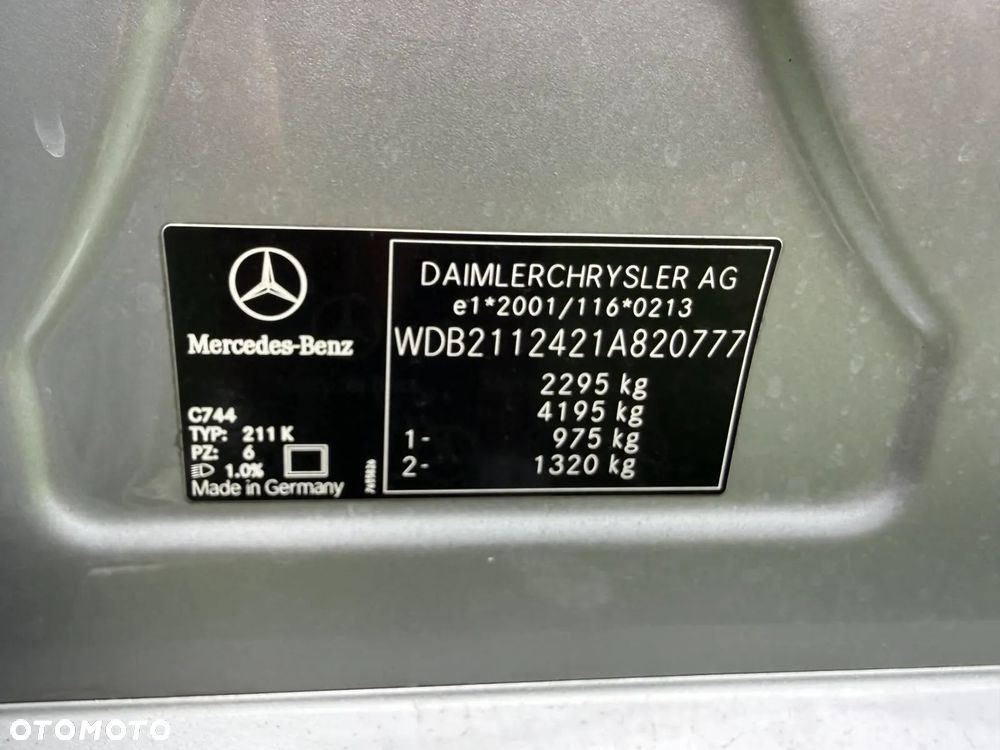 Mercedes-Benz
C744
TYP: 211 K
PZ: 6
1.0%
Made in Germany
DAIMLERCHRYSLER AG
e1*2001/116*0213
WDB2112421A820777
2295 kg
4195 kg
1- 975 kg
2- 1320 kg
OTOMOTO